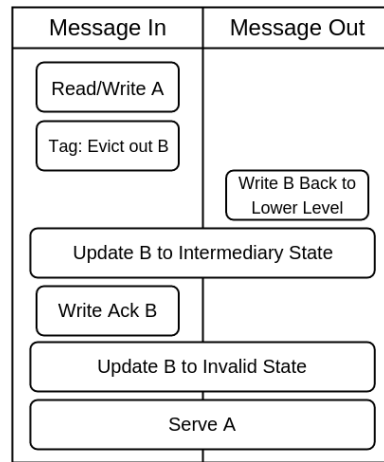 Message In
Message Out
Read/Write A
Tag: Evict out B
Write B Back to
Lower Level
Update B to Intermediary State
Write Ack B
Update B to Invalid State
Serve A